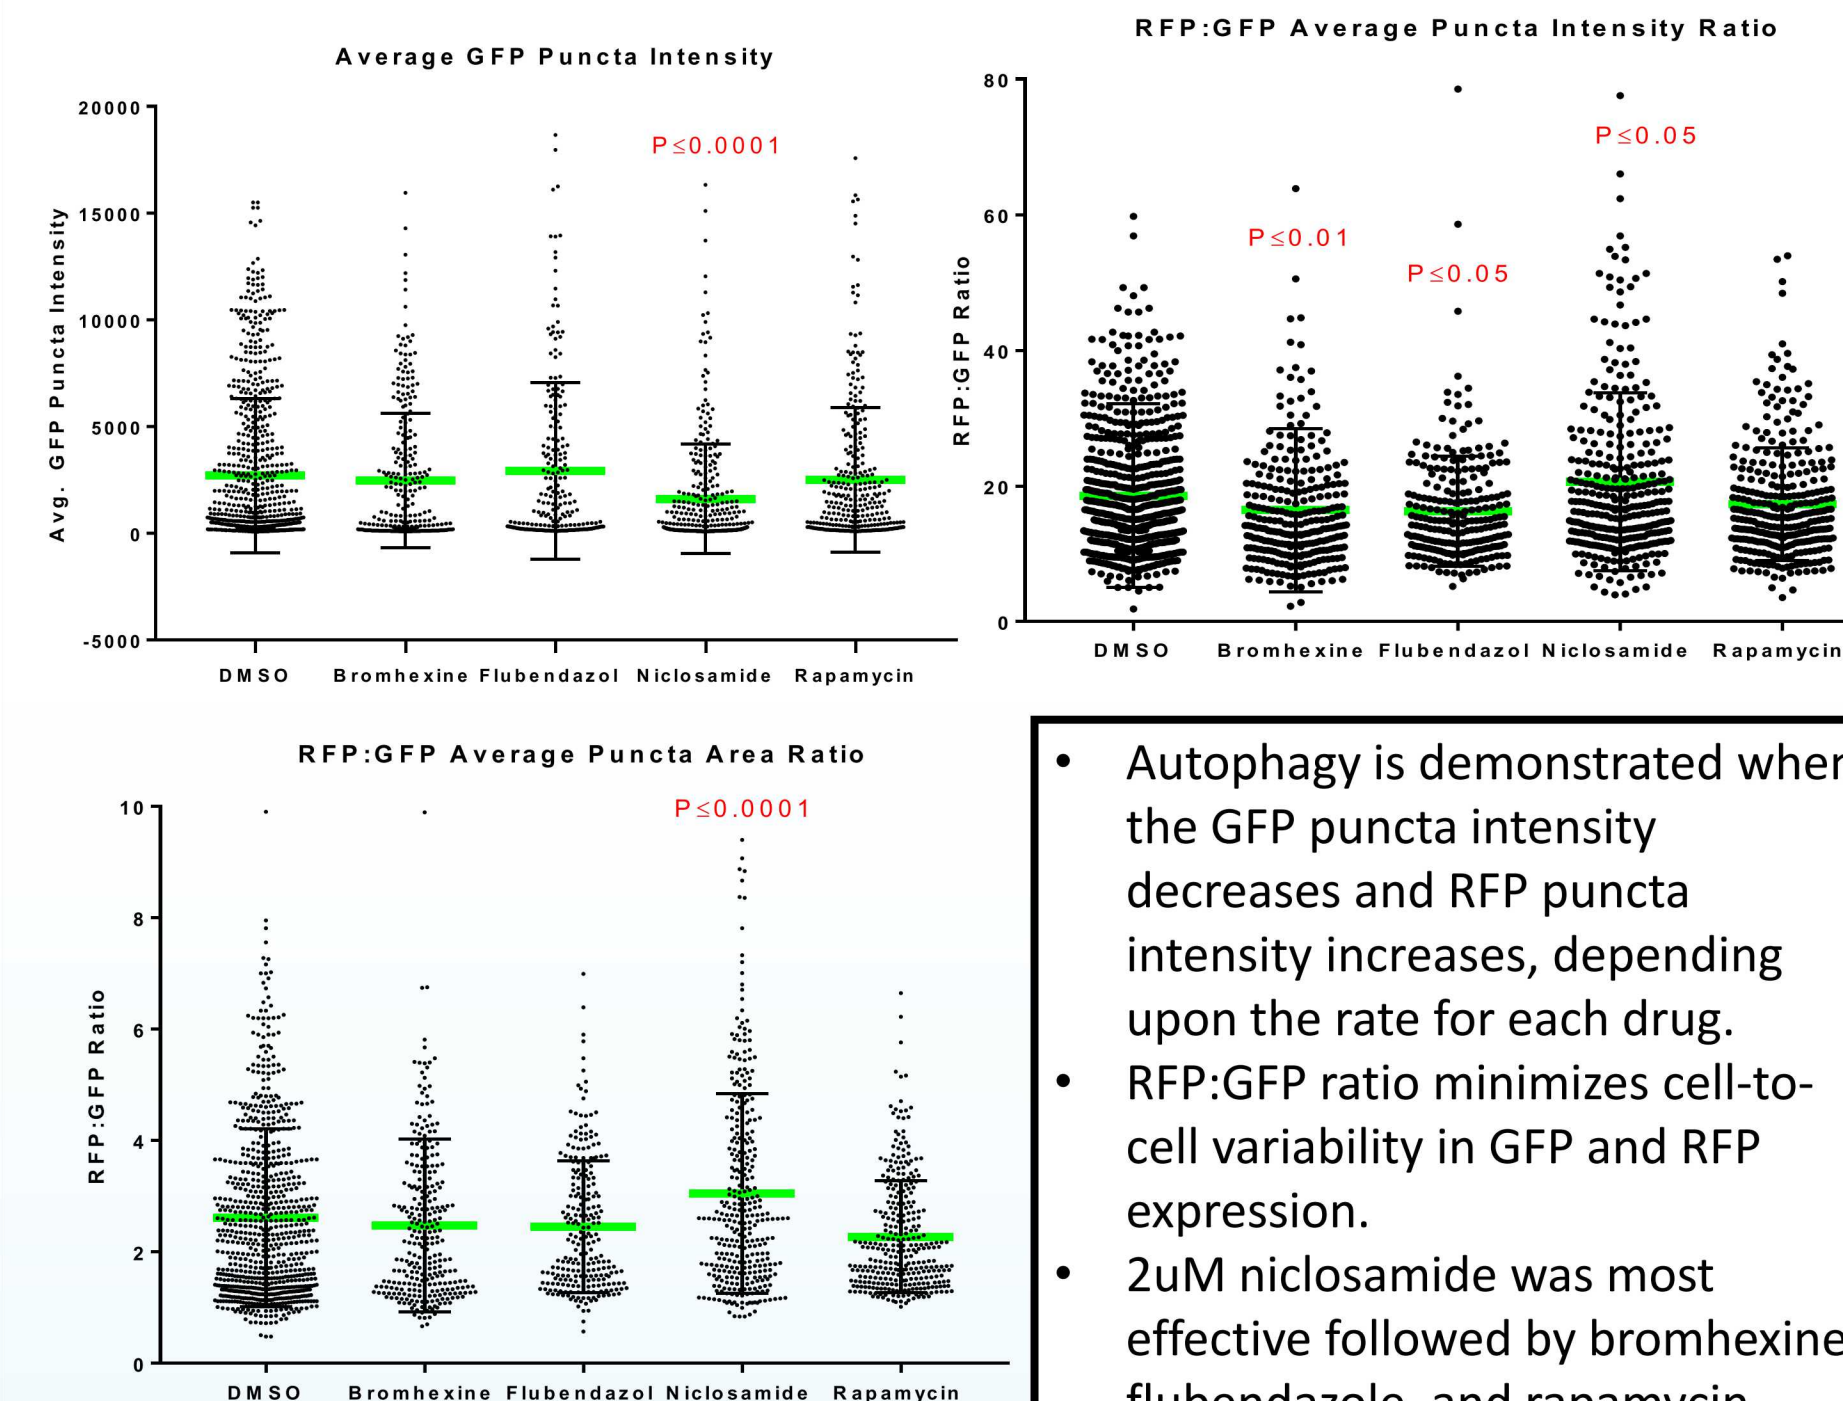 Average GFP Puncta Intensity
Avg. GFP Puncta Intensity
20000
15000
10000
5000
0
-5000
P≤0.0001
DMSO Bromhexine Flubendazol Niclosamide Rapamycin
RFP:GFP Average Puncta Intensity Ratio
RFP:GFP Ratio
80
60
40
20
0
P≤0.01
P≤0.05
P≤0.05
DMSO Bromhexine Flubendazol Niclosamide Rapamycin
RFP:GFP Average Puncta Area Ratio
RFP:GFP Ratio
10
8
6
4
2
0
P≤0.0001
DMSO Bromhexine Flubendazol Niclosamide Rapamycin
• Autophagy is demonstrated when
the GFP puncta intensity
decreases and RFP puncta
intensity increases, depending
upon the rate for each drug.
• RFP:GFP ratio minimizes cell-to-
cell variability in GFP and RFP
expression.
• 2uM niclosamide was most
effective followed by bromhexine
flubendazole, and rapamycin